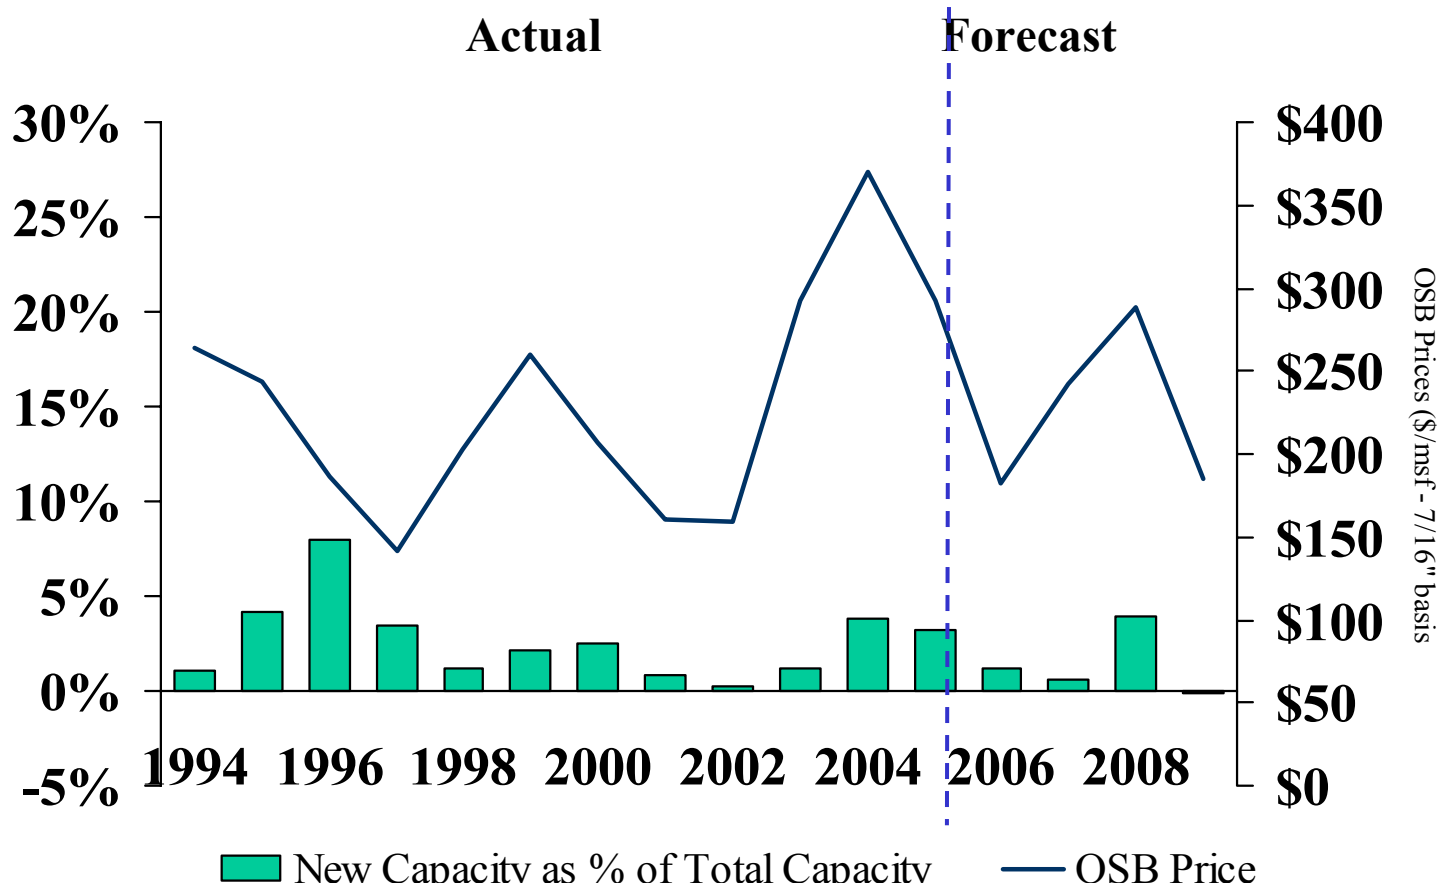 Actual Forecast
30% $400
25% $350
20% $300
15% $250
10% $200
5% $150
0% $100
-5% $50
$0
OSB Prices ($/msf - 7/16" basis
1994 1996 1998 2000 2002 2004 2006 2008
New Capacity as % of Total Capacity OSB Price